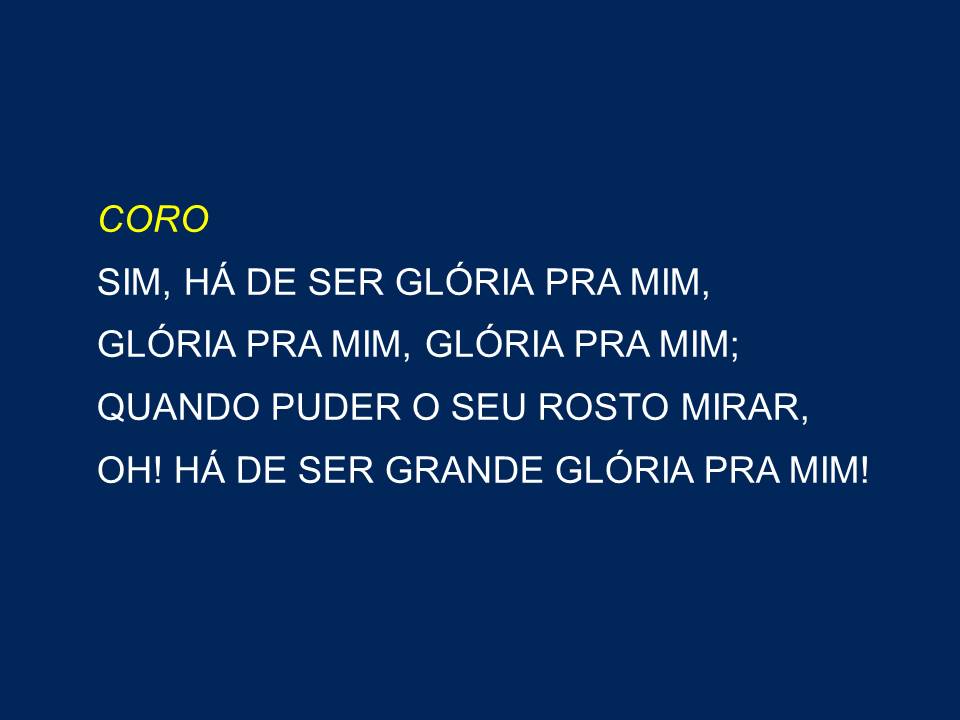 CORO
SIM, HÁ DE SER GLÓRIA PRA MIM,
GLÓRIA PRA MIM, GLÓRIA PRA MIM;
QUANDO PUDER O SEU ROSTO MIRAR,
OH! HÁ DE SER GRANDE GLÓRIA PRA MIM!